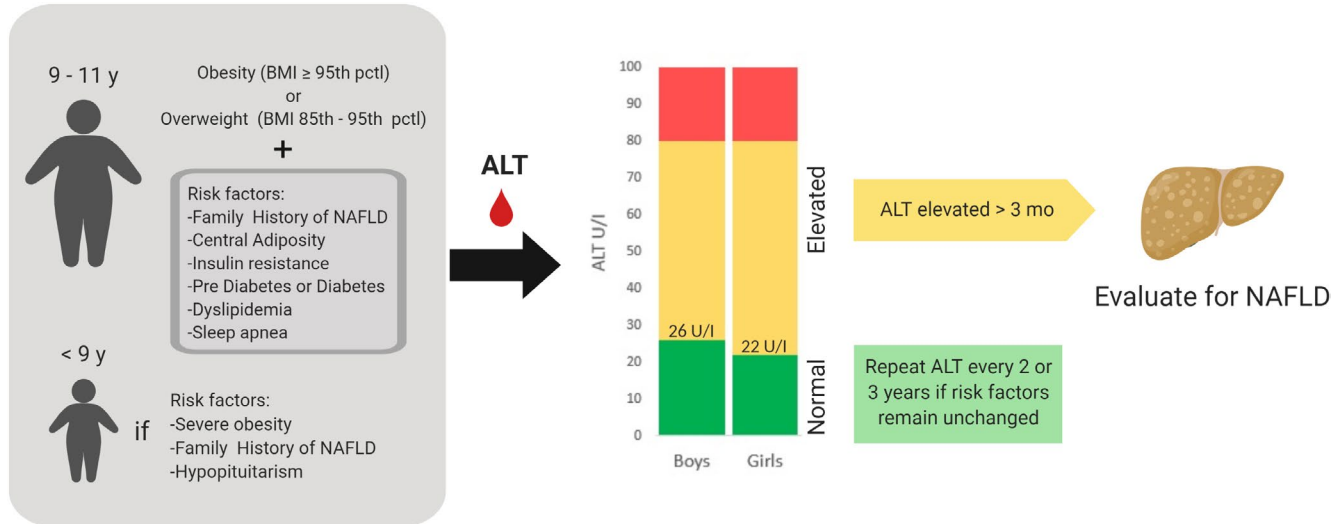 9 - 11 y
Obesity (BMI ≥ 95th pctl)
or
Overweight (BMI 85th - 95th pctl)
+
Risk factors:
-Family History of NAFLD
-Central Adiposity
-Insulin resistance
-Pre Diabetes or Diabetes
-Dyslipidemia
-Sleep apnea
< 9 y
if
Risk factors:
-Severe obesity
-Family History of NAFLD
-Hypopituitarism
ALT
ALT U/l
100
90
80
70
60
50
40
30
20
10
0
26 U/l
22 U/l
Boys
Girls
Elevated
Normal
ALT elevated > 3 mo
Repeat ALT every 2 or
3 years if risk factors
remain unchanged
Evaluate for NAFLD